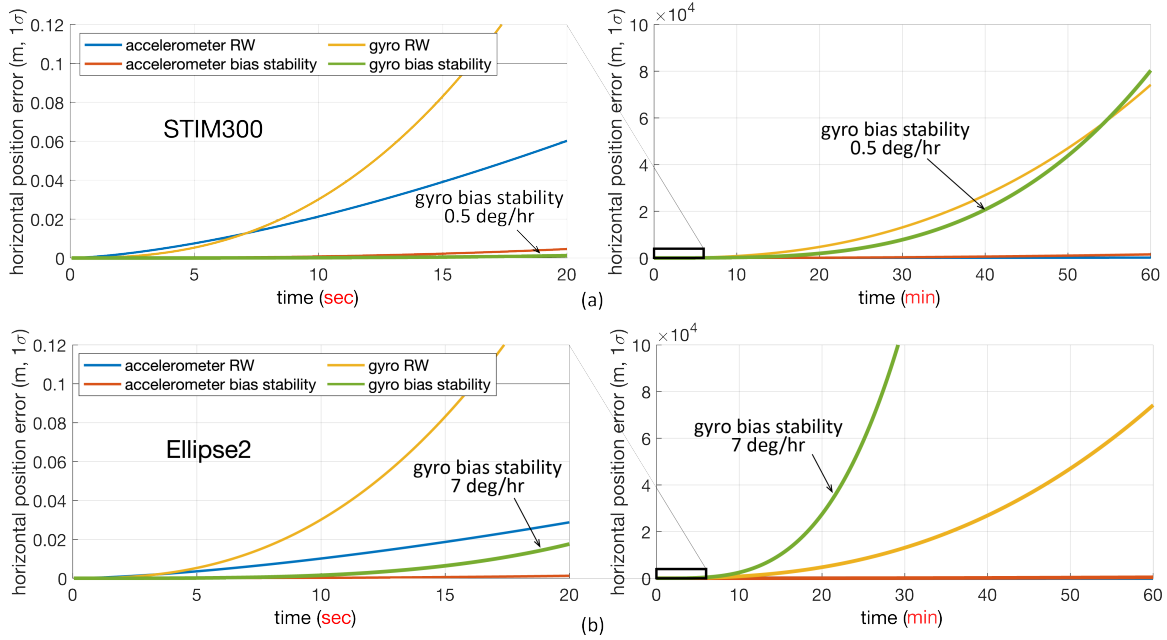 0.12
0.1
0.08
0.06
0.04
0.02
0
horizontal position error (m, 1σ)
accelerometer RW
gyro RW
accelerometer bias stability
gyro bias stability
STIM300
gyro bias stability
0.5 deg/hr
0 5 10 15 20
time (sec)
×10⁴
10
8
6
4
2
0
horizontal position error (m, 1σ)
gyro bias stability
0.5 deg/hr
0 10 20 30 40 50 60
time (min)
(a)
0.12
0.1
0.08
0.06
0.04
0.02
0
horizontal position error (m, 1σ)
accelerometer RW
gyro RW
accelerometer bias stability
gyro bias stability
Ellipse2
gyro bias stability
7 deg/hr
0 5 10 15 20
time (sec)
×10⁴
10
8
6
4
2
0
horizontal position error (m, 1σ)
gyro bias stability
7 deg/hr
0 10 20 30 40 50 60
time (min)
(b)